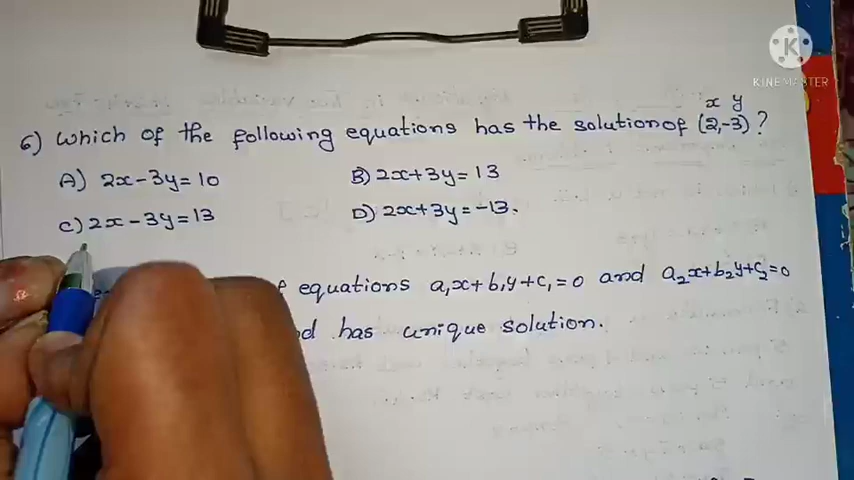 KINEMASTER
x y
6) which of the following equations has the solution of (2,-3)?
A) 2x-3y=10 B) 2x+3y=13
C) 2x-3y=13 D) 2x+3y=-13.
equations a₁x+b₁y+c₁=0 and a₂x+b₂y+c₂=0
has unique solution.